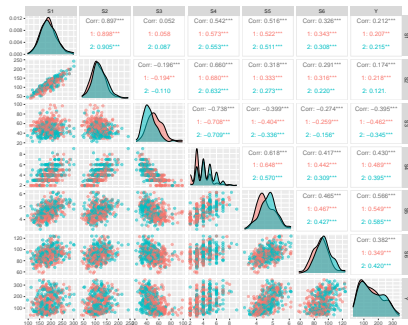 S1 S2 S3 S4 S5 S6 Y
Corr: 0.897*** Corr: 0.052 Corr: 0.542*** Corr: 0.516*** Corr: 0.326*** Corr: 0.212***
1: 0.898*** 1: 0.058 1: 0.573*** 1: 0.522*** 1: 0.343*** 1: 0.207**
2: 0.905*** 2: 0.087 2: 0.553*** 2: 0.511*** 2: 0.308*** 2: 0.215**
Corr: -0.196*** Corr: 0.660*** Corr: 0.318*** Corr: 0.291*** Corr: 0.174***
1: -0.194** 1: 0.680*** 1: 0.333*** 1: 0.316*** 1: 0.218***
2: -0.110 2: 0.632*** 2: 0.273*** 2: 0.220** 2: 0.121
Corr: -0.738*** Corr: -0.399*** Corr: -0.274*** Corr: -0.395***
1: -0.708*** 1: -0.404*** 1: -0.259*** 1: -0.462***
2: -0.709*** 2: -0.336*** 2: -0.156* 2: -0.345***
Corr: 0.618*** Corr: 0.417*** Corr: 0.430***
1: 0.648*** 1: 0.442*** 1: 0.489***
2: 0.570*** 2: 0.309*** 2: 0.395***
Corr: 0.465*** Corr: 0.566***
1: 0.467*** 1: 0.549***
2: 0.427*** 2: 0.585***
Corr: 0.382***
1: 0.349***
2: 0.420***